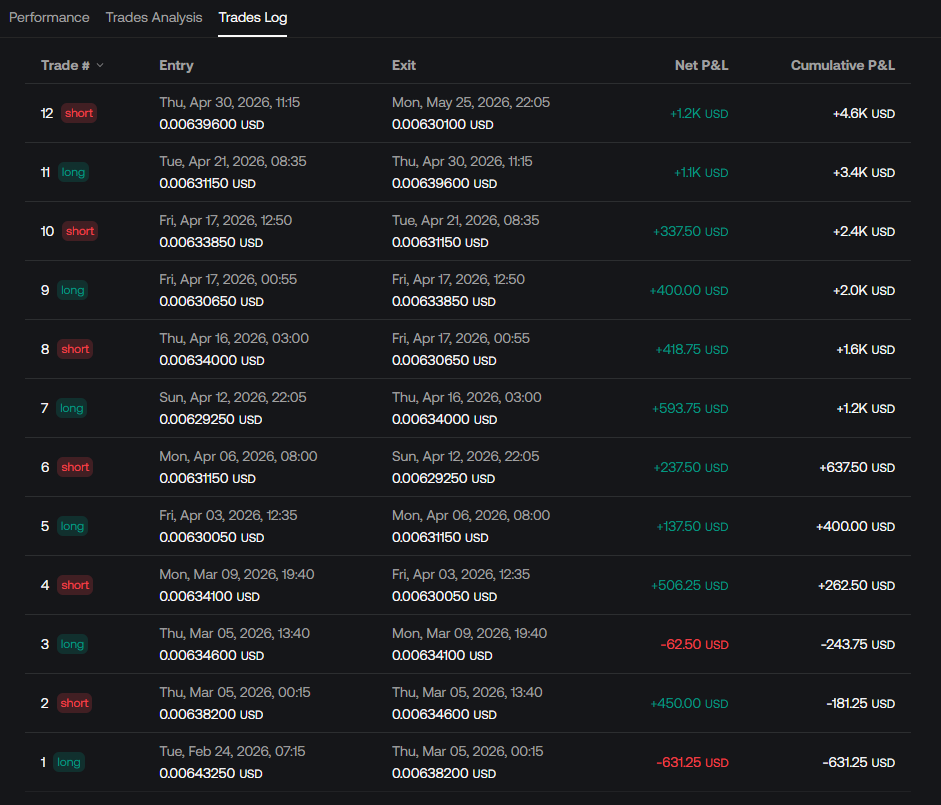 Performance Trades Analysis Trades Log
Trade # Entry Exit Net P&L Cumulative P&L
12 short Thu, Apr 30, 2026, 11:15 Mon, May 25, 2026, 22:05 +1.2K USD +4.6K USD
0.00639600 USD 0.00630100 USD
11 long Tue, Apr 21, 2026, 08:35 Thu, Apr 30, 2026, 11:15 +1.1K USD +3.4K USD
0.00631150 USD 0.00639600 USD
10 short Fri, Apr 17, 2026, 12:50 Tue, Apr 21, 2026, 08:35 +337.50 USD +2.4K USD
0.00633850 USD 0.00631150 USD
9 long Fri, Apr 17, 2026, 00:55 Fri, Apr 17, 2026, 12:50 +400.00 USD +2.0K USD
0.00630650 USD 0.00633850 USD
8 short Thu, Apr 16, 2026, 03:00 Fri, Apr 17, 2026, 00:55 +418.75 USD +1.6K USD
0.00634000 USD 0.00630650 USD
7 long Sun, Apr 12, 2026, 22:05 Thu, Apr 16, 2026, 03:00 +593.75 USD +1.2K USD
0.00629250 USD 0.00634000 USD
6 short Mon, Apr 06, 2026, 08:00 Sun, Apr 12, 2026, 22:05 +237.50 USD +637.50 USD
0.00631150 USD 0.00629250 USD
5 long Fri, Apr 03, 2026, 12:35 Mon, Apr 06, 2026, 08:00 +137.50 USD +400.00 USD
0.00630050 USD 0.00631150 USD
4 short Mon, Mar 09, 2026, 19:40 Fri, Apr 03, 2026, 12:35 +506.25 USD +262.50 USD
0.00634100 USD 0.00630050 USD
3 long Thu, Mar 05, 2026, 13:40 Mon, Mar 09, 2026, 19:40 -62.50 USD -243.75 USD
0.00634600 USD 0.00634100 USD
2 short Thu, Mar 05, 2026, 00:15 Thu, Mar 05, 2026, 13:40 +450.00 USD -181.25 USD
0.00638200 USD 0.00634600 USD
1 long Tue, Feb 24, 2026, 07:15 Thu, Mar 05, 2026, 00:15 -631.25 USD -631.25 USD
0.00643250 USD 0.00638200 USD